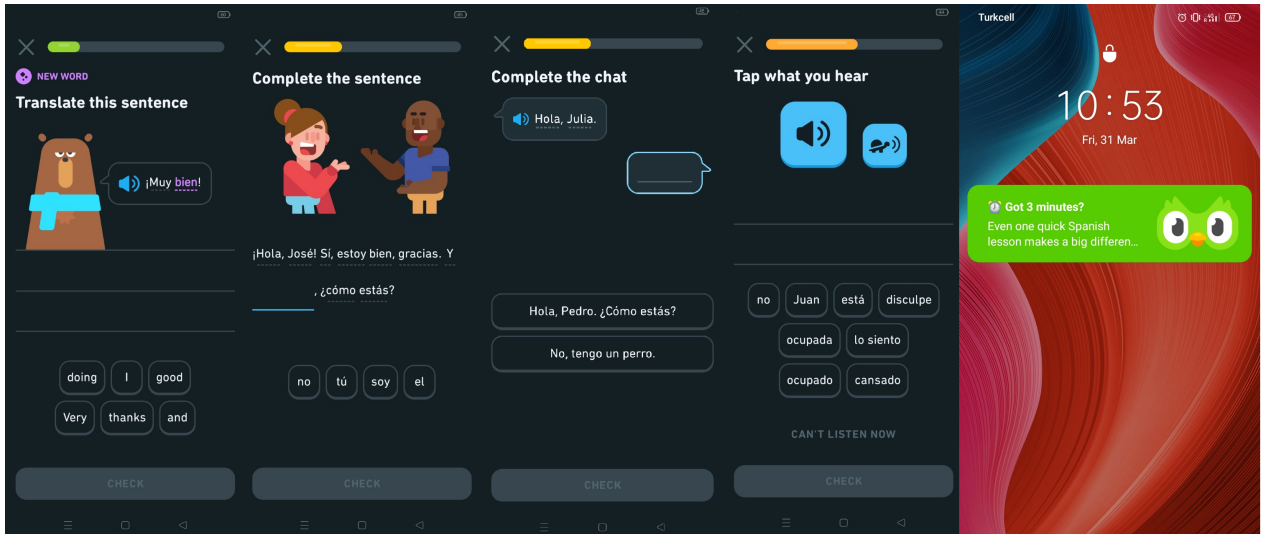 NEW WORD
Translate this sentence
¡Muy bien!
doing I good
Very thanks and
CHECK
Complete the sentence
¡Hola, José! Sí, estoy bien, gracias. Y
, ¿cómo estás?
no tú soy el
CHECK
Complete the chat
Hola, Julia.
Hola, Pedro. ¿Cómo estás?
No, tengo un perro.
CHECK
Tap what you hear
no Juan está disculpe
ocupada lo siento
ocupado cansado
CAN'T LISTEN NOW
CHECK
Turkcell
67
10:53
Fri, 31 Mar
Got 3 minutes?
Even one quick Spanish
lesson makes a big differen...